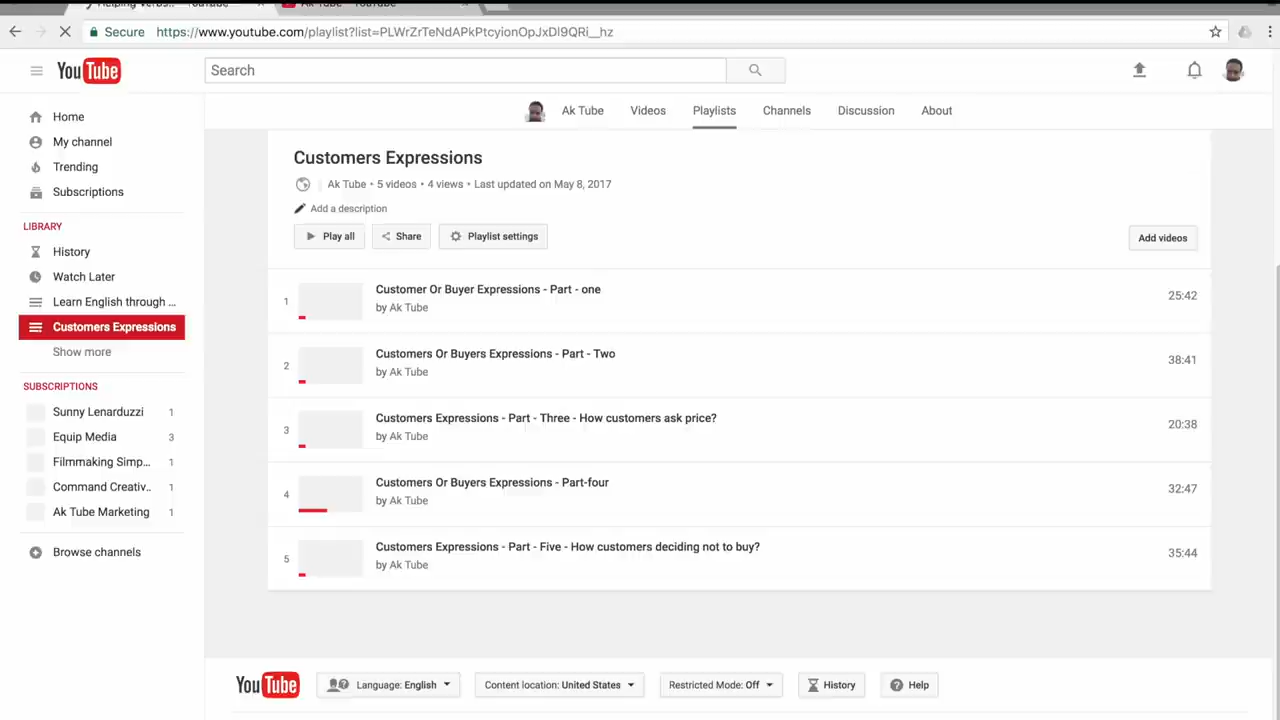 Secure https://www.youtube.com/playlist?list=PLWrZrTeNdAPkPtcyionOpJxDl9QRi__hz
YouTube Search
Home
My channel
Trending
Subscriptions
LIBRARY
History
Watch Later
Learn English through ...
Customers Expressions
Show more
SUBSCRIPTIONS
Sunny Lenarduzzi 1
Equip Media 3
Filmmaking Simp... 1
Command Creativ.. 1
Ak Tube Marketing 1
Browse channels
Ak Tube Videos Playlists Channels Discussion About
Customers Expressions
Ak Tube • 5 videos • 4 views • Last updated on May 8, 2017
Add a description
Play all Share Playlist settings Add videos
1 Customer Or Buyer Expressions - Part - one 25:42
by Ak Tube
2 Customers Or Buyers Expressions - Part - Two 38:41
by Ak Tube
3 Customers Expressions - Part - Three - How customers ask price? 20:38
by Ak Tube
4 Customers Or Buyers Expressions - Part-four 32:47
by Ak Tube
5 Customers Expressions - Part - Five - How customers deciding not to buy? 35:44
by Ak Tube
YouTube Language: English Content location: United States Restricted Mode: Off History Help